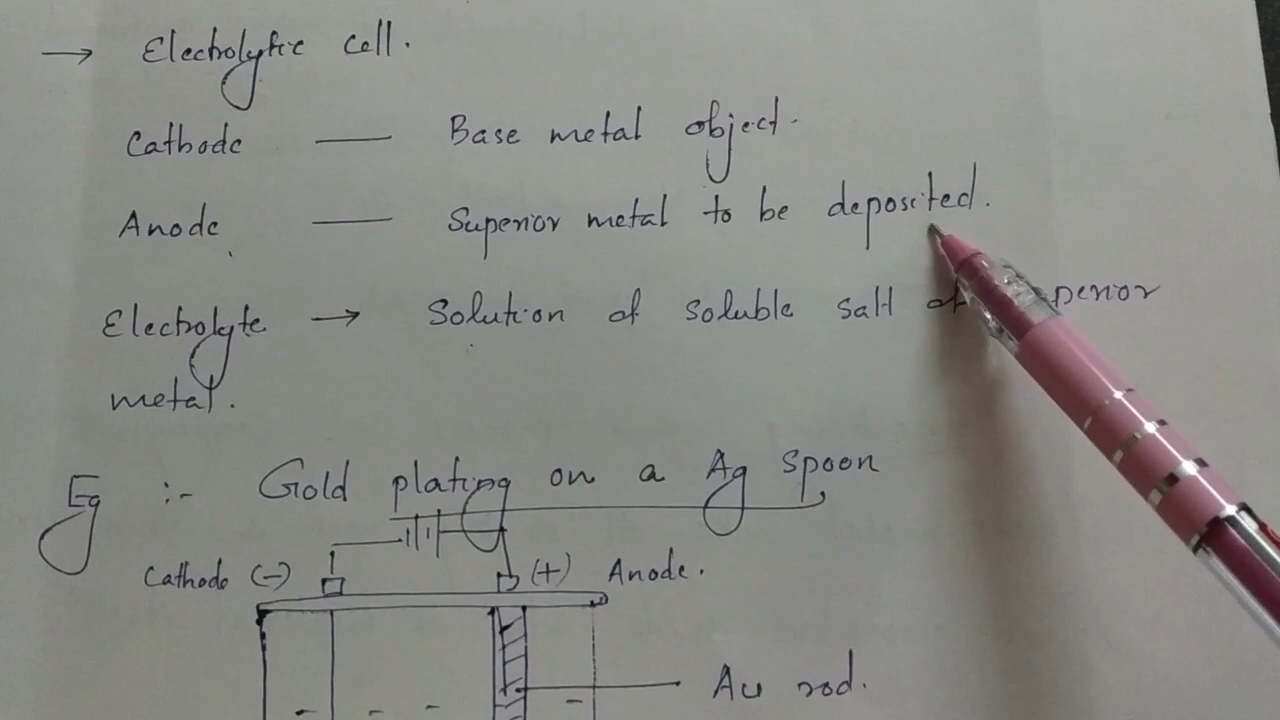 → Electrolytic cell.
Cathode — Base metal object.
Anode — Superior metal to be deposited.
Electrolyte → Solution of soluble salt of perior
metal.
Eg :- Gold plating on a Ag Spoon
Cathode (-) (+) Anode.
Au rod.